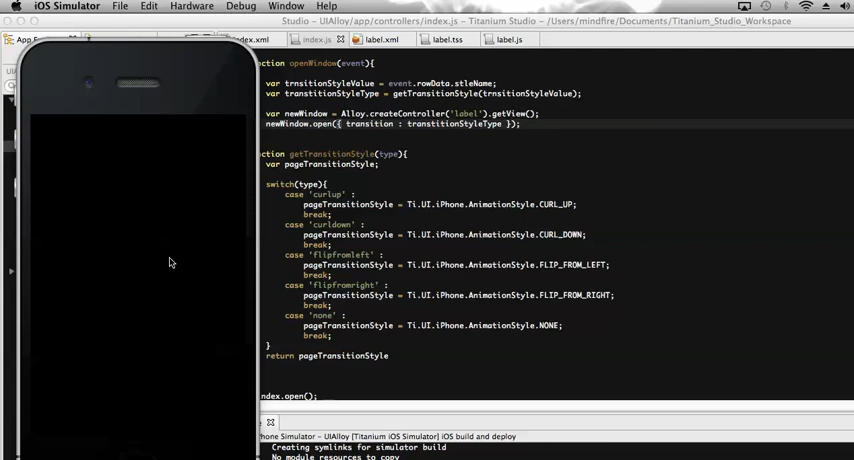 iOS Simulator File Edit Hardware Debug Window Help
Studio - UIAlloy/app/controllers/index.js - Titanium Studio - /Users/mindfire/Documents/Titanium_Studio_Workspace
App index.js label.xml label.tss label.js
UIA
openWindow(event){
var trnsitionStyleValue = event.rowData.stleName;
var transtitionStyleType = getTransitionStyle(trnsitionStyleValue);
var newWindow = Alloy.createController('label').getView();
newWindow.open({ transition : transtitionStyleType });
nction getTransitionStyle(type){
var pageTransitionStyle;
switch(type){
case 'curlup' :
pageTransitionStyle = Ti.UI.iPhone.AnimationStyle.CURL_UP;
break;
case 'curldown' :
pageTransitionStyle = Ti.UI.iPhone.AnimationStyle.CURL_DOWN;
break;
case 'flipfromleft' :
pageTransitionStyle = Ti.UI.iPhone.AnimationStyle.FLIP_FROM_LEFT;
break;
case 'flipfromright' :
pageTransitionStyle = Ti.UI.iPhone.AnimationStyle.FLIP_FROM_RIGHT;
break;
case 'none' :
pageTransitionStyle = Ti.UI.iPhone.AnimationStyle.NONE;
break;
}
return pageTransitionStyle
ndex.open();
Phone Simulator - UIAlloy [Titanium iOS Simulator] iOS build and deploy
Creating symlinks for simulator build
No module resources to copy